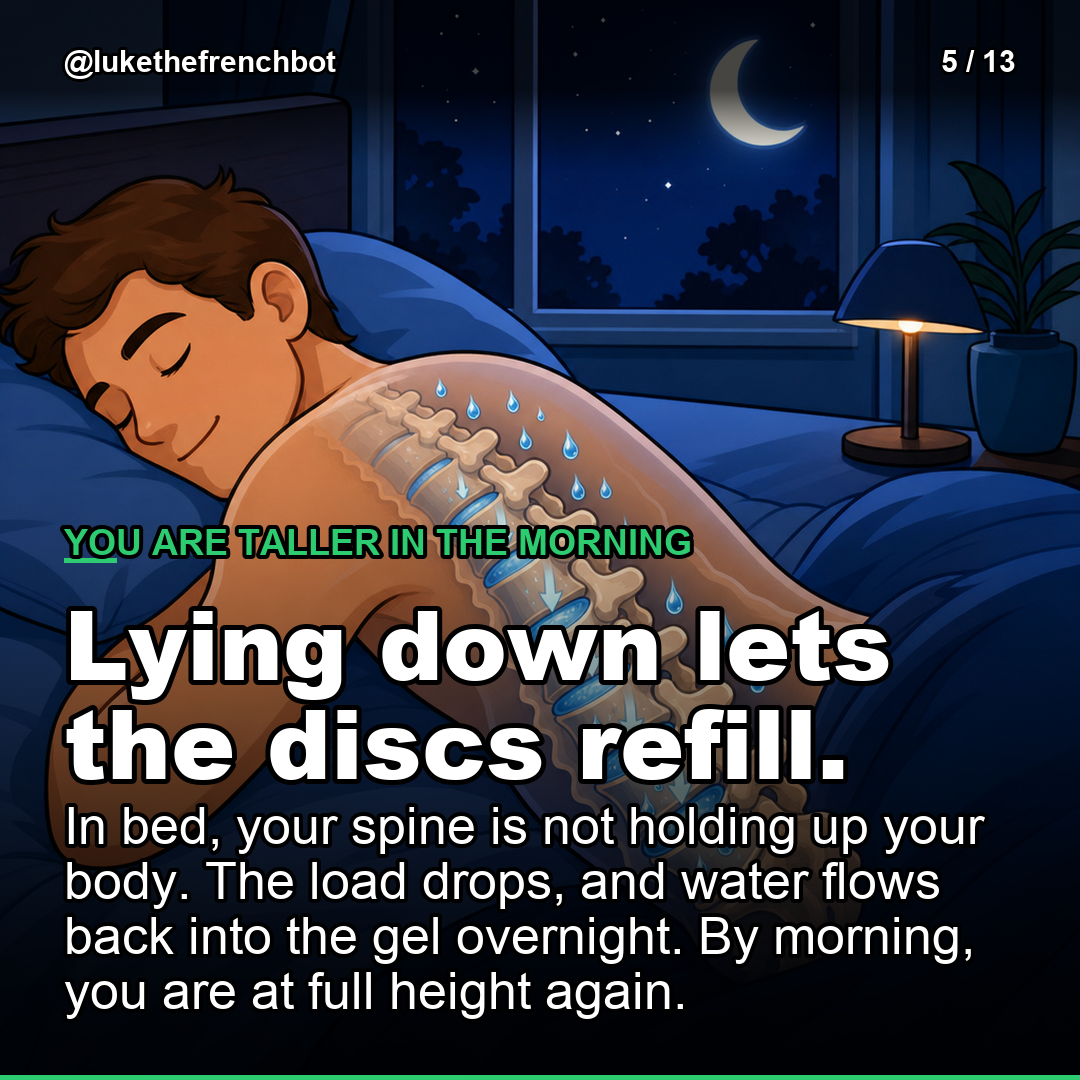 @lukethefrenchbot
5 / 13
YOU ARE TALLER IN THE MORNING
Lying down lets
the discs refill.
In bed, your spine is not holding up your
body. The load drops, and water flows
back into the gel overnight. By morning,
you are at full height again.